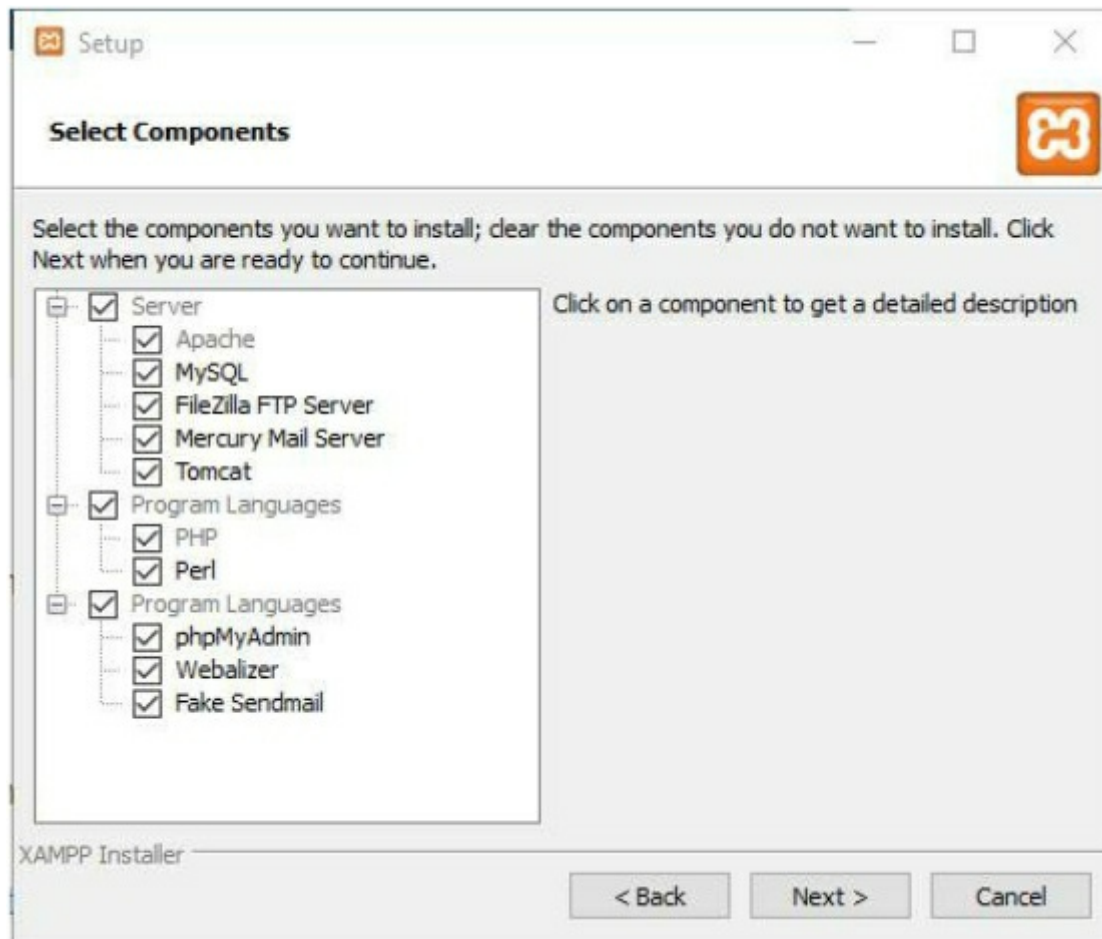 Setup
Select Components
Select the components you want to install; clear the components you do not want to install. Click
Next when you are ready to continue.
Server
Apache
MySQL
FileZilla FTP Server
Mercury Mail Server
Tomcat
Program Languages
PHP
Perl
Program Languages
phpMyAdmin
Webalizer
Fake Sendmail
Click on a component to get a detailed description
XAMPP Installer
< Back
Next >
Cancel